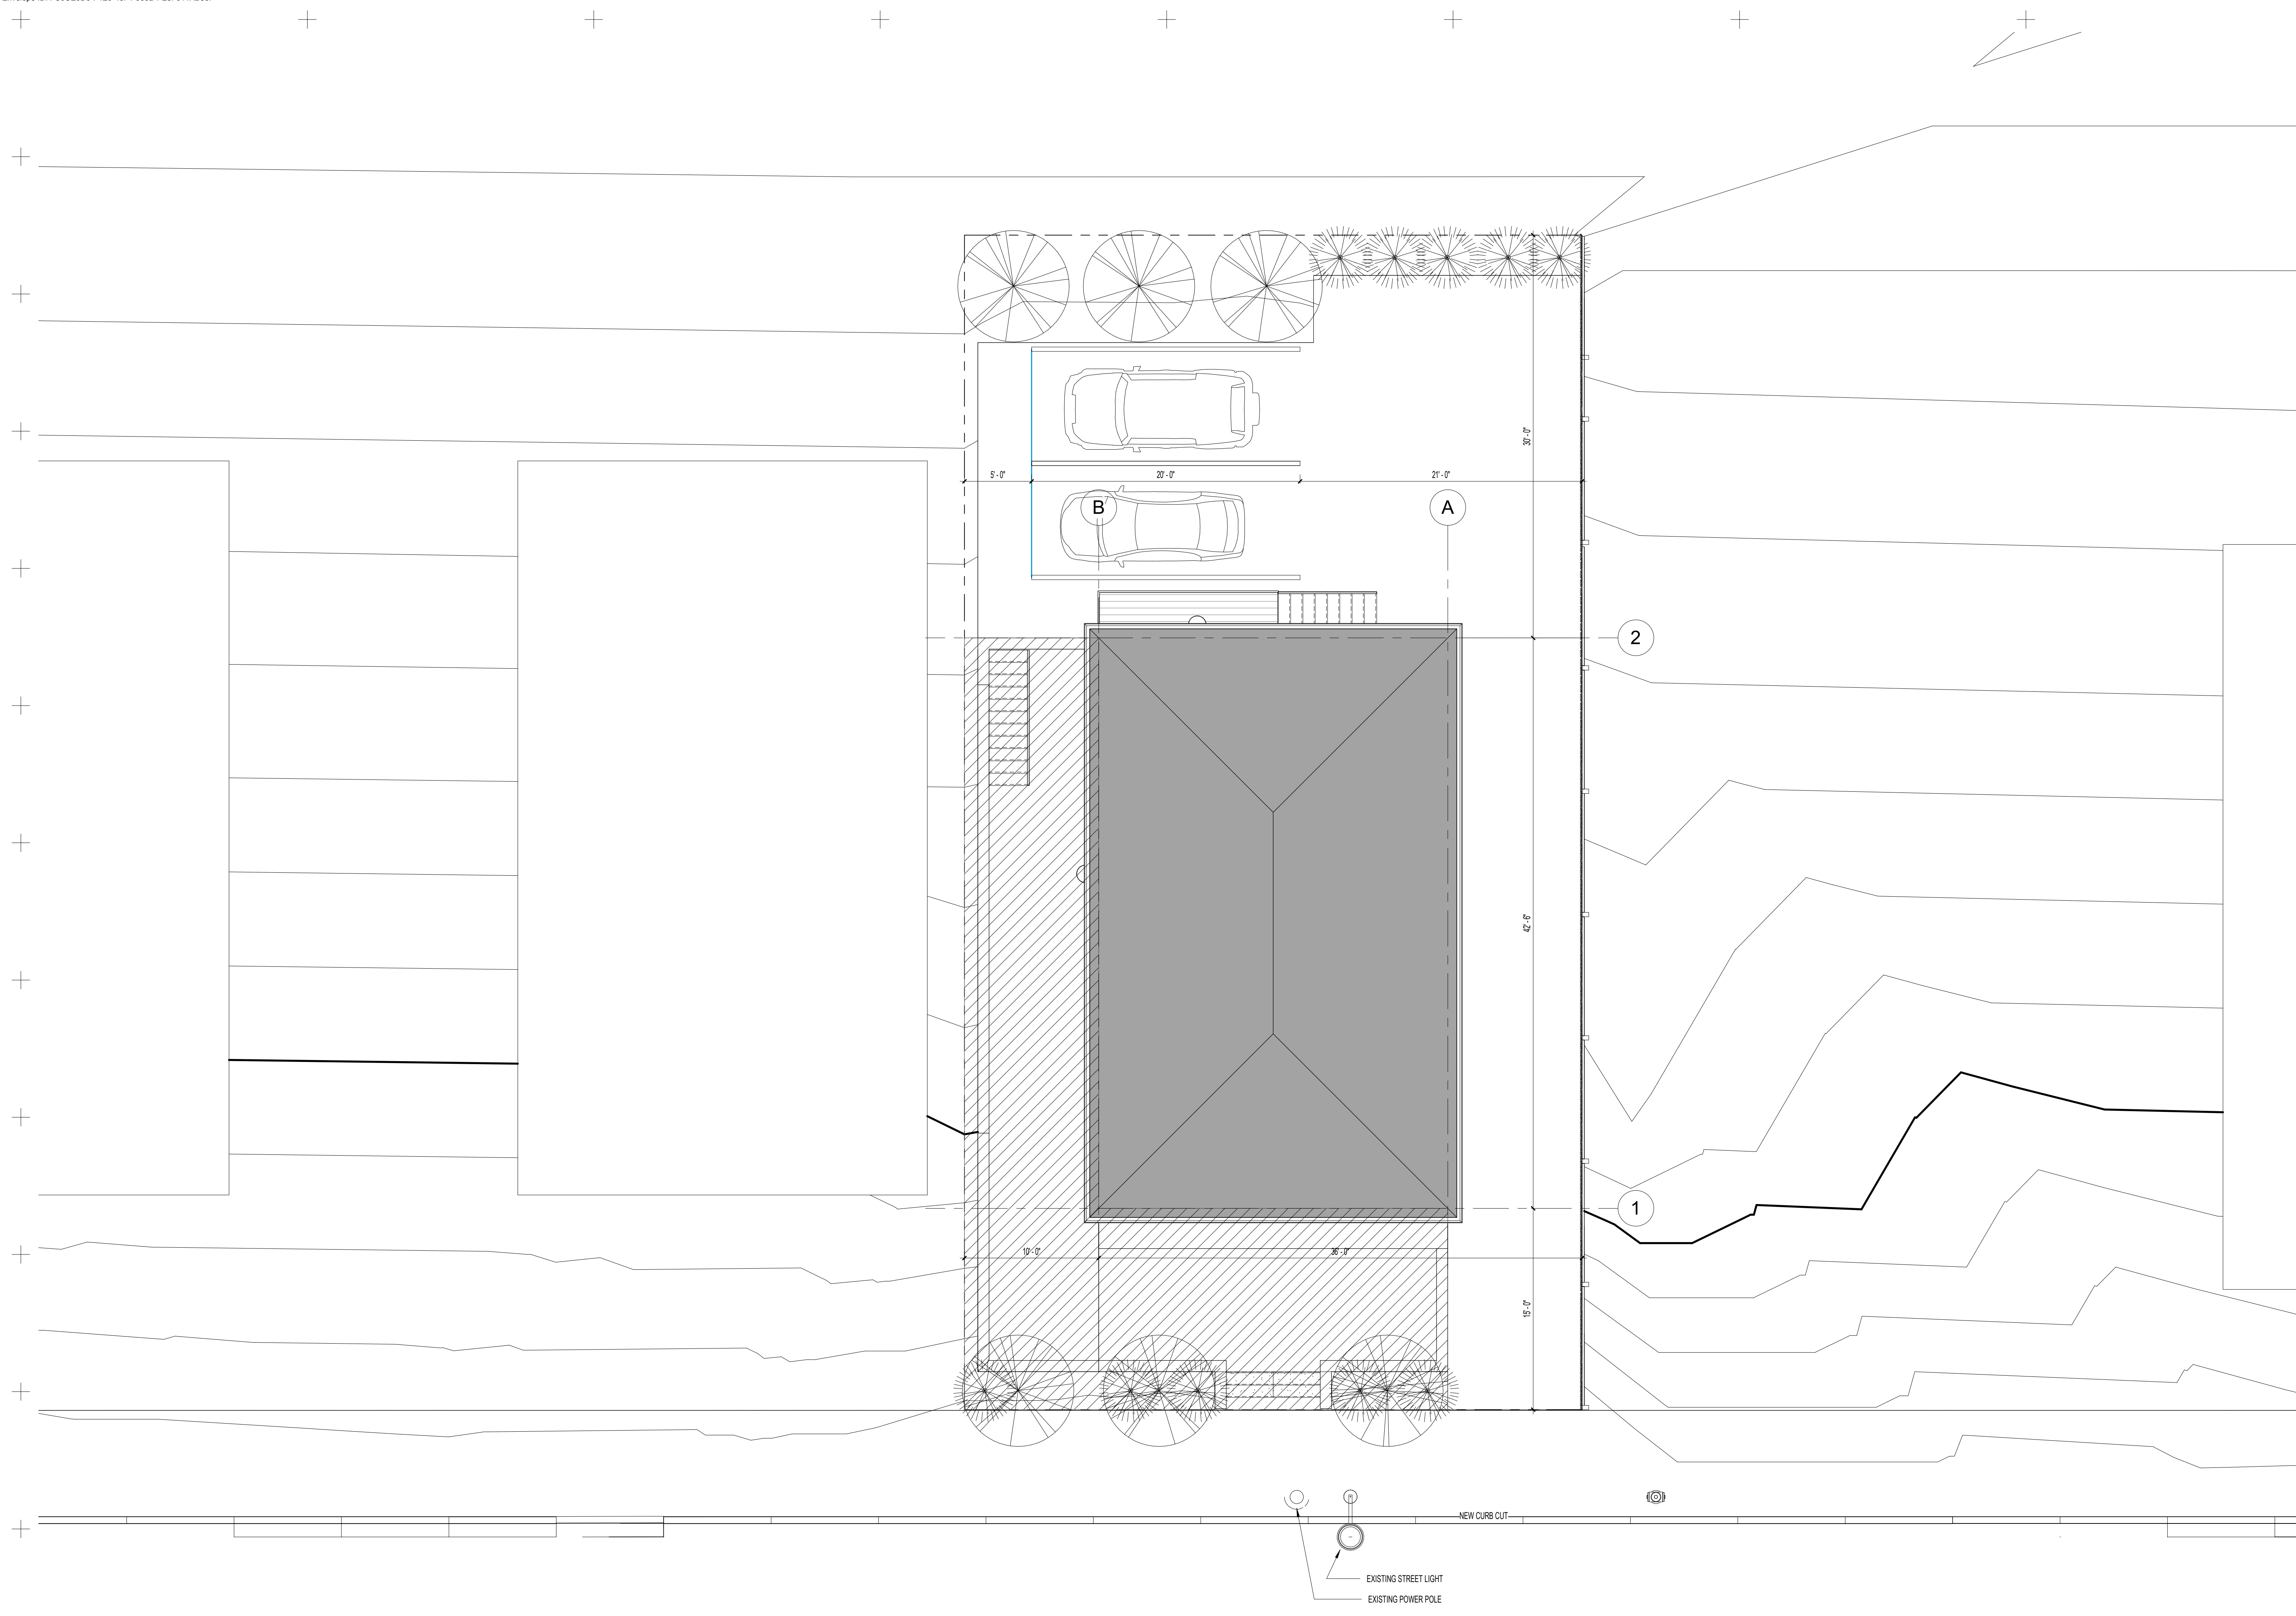 30' - 0"
5' - 0"
20' - 0"
21' - 0"
B
A
2
42' - 6"
1
10' - 0"
36' - 0"
15' - 0"
NEW CURB CUT
EXISTING STREET LIGHT
EXISTING POWER POLE